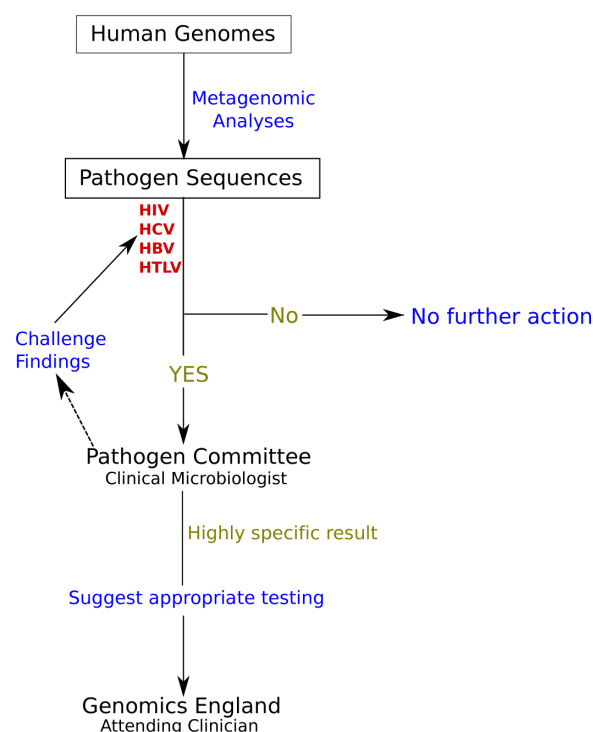 Human Genomes
Metagenomic
Analyses
Pathogen Sequences
HIV
HCV
HBV
HTLV
No
No further action
Challenge
Findings
YES
Pathogen Committee
Clinical Microbiologist
Highly specific result
Suggest appropriate testing
Genomics England
Attending Clinician